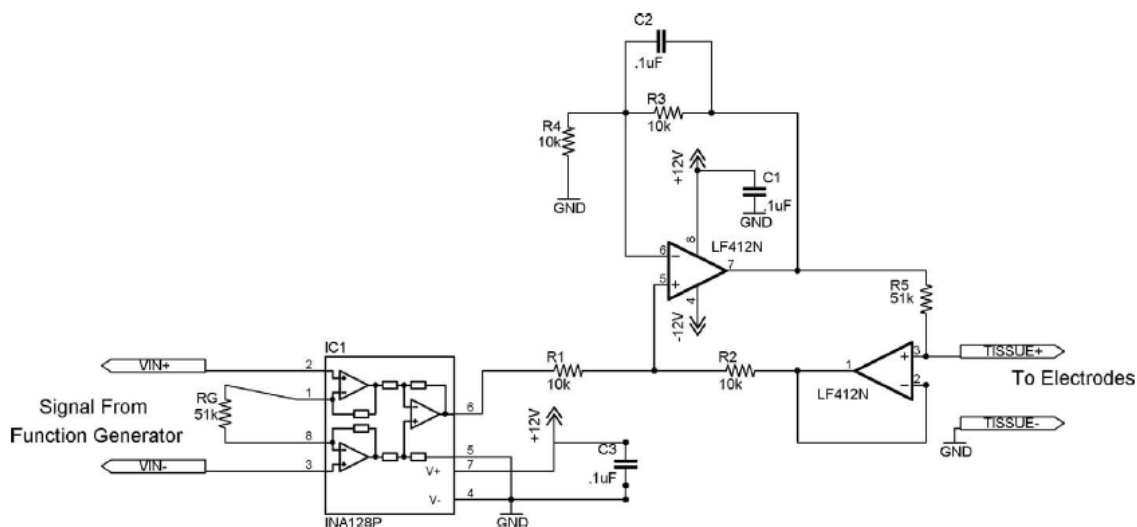 C2
.1uF
R3
10k
R4
10k
GND
+12V
C1
.1uF
GND
8
LF412N
6
7
5
4
-12V
R5
51k
IC1
VIN+
2
1
RG
51k
Signal From
Function Generator
8
VIN-
3
6
5
7
V+
4
V-
INA128P
R1
10k
R2
10k
+12V
C3
.1uF
GND
1
3
2
LF412N
TISSUE+
To Electrodes
TISSUE-
GND